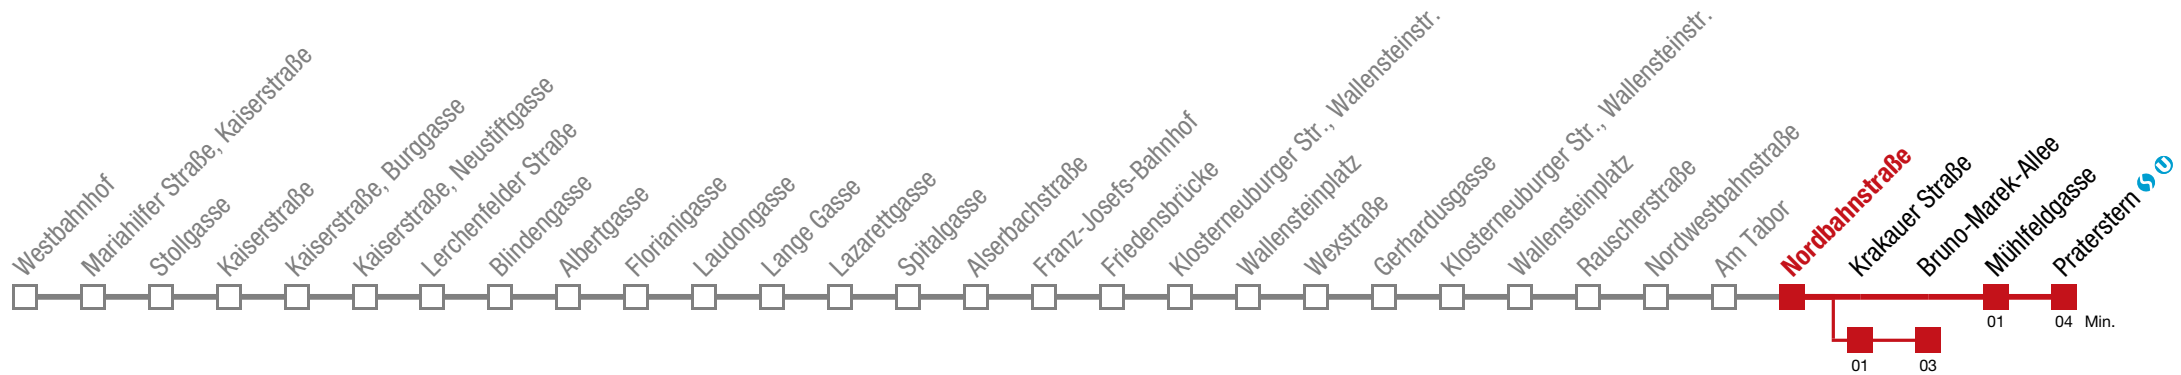 Westbahnhof
Mariahilfer Straße, Kaiserstraße
Stollgasse
Kaiserstraße
Kaiserstraße, Burggasse
Kaiserstraße, Neustiftgasse
Lerchenfelder Straße
Blindengasse
Albertgasse
Florianigasse
Laudongasse
Lange Gasse
Lazarettgasse
Spitalgasse
Alserbachstraße
Franz-Josefs-Bahnhof
Friedensbrücke
Klosterneuburger Str., Wallensteinstr.
Wallensteinplatz
Wexstraße
Gerhardusgasse
Klosterneuburger Str., Wallensteinstr.
Wallensteinplatz
Rauscherstraße
Nordwestbahnstraße
Am Tabor
Nordbahnstraße
Krakauer Straße
Bruno-Marek-Allee
Mühlfeldgasse
Praterstern S U
01 04 Min.
01 03